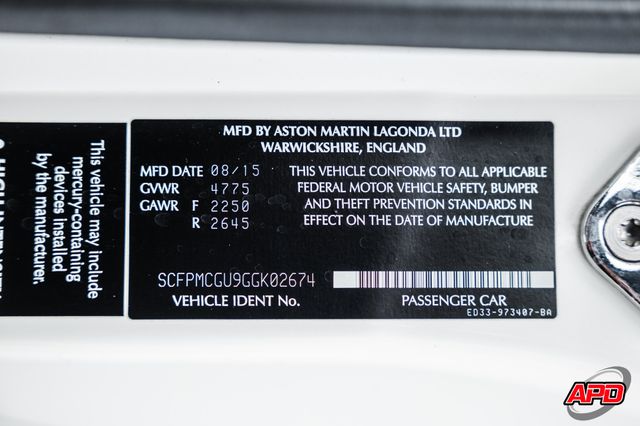 This vehicle may include
mercury-containing
devices installed
by the manufacturer.
MFD BY ASTON MARTIN LAGONDA LTD
WARWICKSHIRE, ENGLAND
MFD DATE 08/15
GVWR 4775
GAWR F 2250
R 2645
THIS VEHICLE CONFORMS TO ALL APPLICABLE
FEDERAL MOTOR VEHICLE SAFETY, BUMPER
AND THEFT PREVENTION STANDARDS IN
EFFECT ON THE DATE OF MANUFACTURE
SCFPMCGU9GGK02674
VEHICLE IDENT No.
PASSENGER CAR
ED33-973407-BA
APD